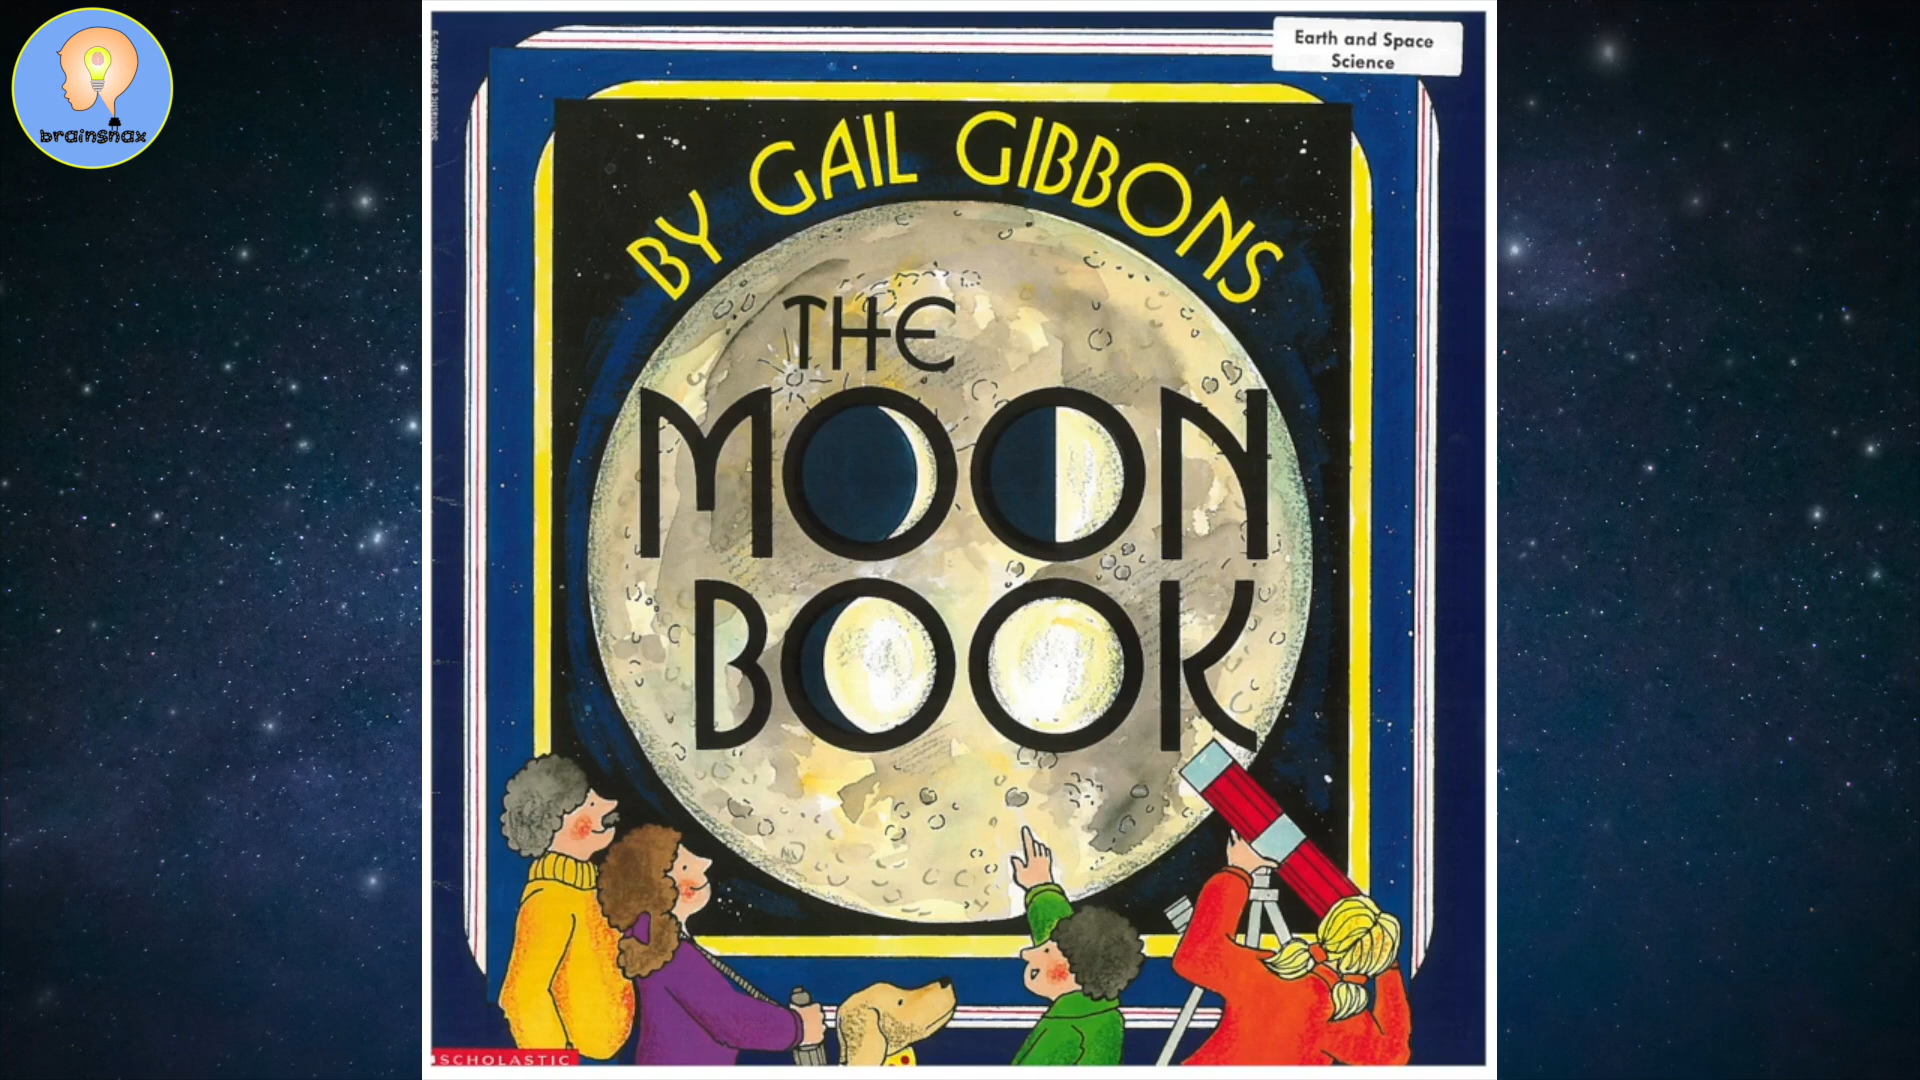 brainsnax
Earth and Space
Science
BY GAIL GIBBONS
THE
MOON
BOOK
SCHOLASTIC